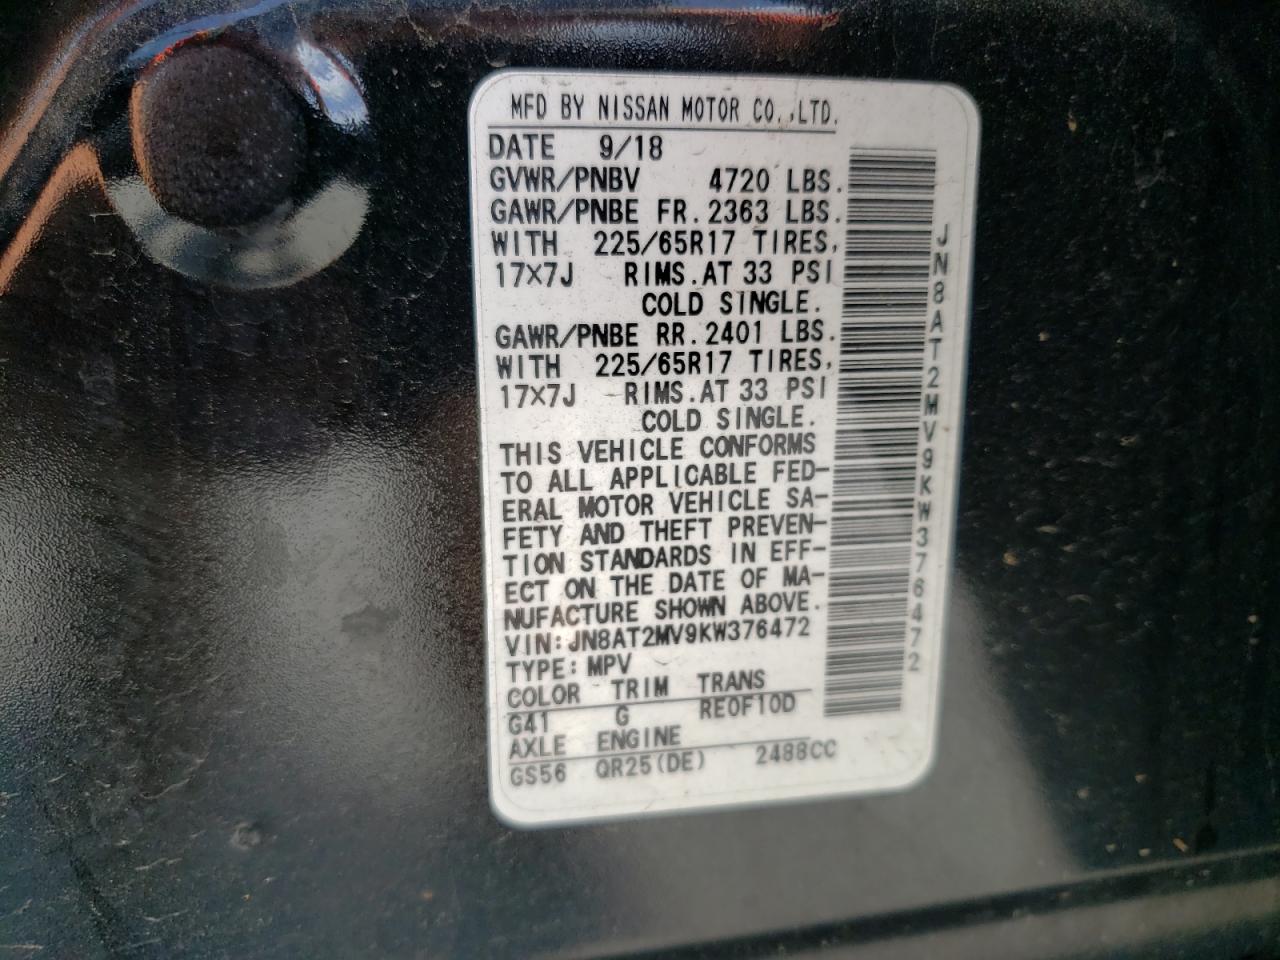 MFD BY NISSAN MOTOR CO.,LTD.
DATE 9/18
GVWR/PNBV 4720 LBS.
GAWR/PNBE FR. 2363 LBS.
WITH 225/65R17 TIRES,
17X7J RIMS. AT 33 PSI
COLD SINGLE.
GAWR/PNBE RR. 2401 LBS.
WITH 225/65R17 TIRES,
17X7J RIMS. AT 33 PSI
COLD SINGLE.
THIS VEHICLE CONFORMS
TO ALL APPLICABLE FED-
ERAL MOTOR VEHICLE SA-
FETY AND THEFT PREVEN-
TION STANDARDS IN EFF-
ECT ON THE DATE OF MA-
NUFACTURE SHOWN ABOVE.
VIN: JN8AT2MV9KW376472
TYPE: MPV
COLOR TRIM TRANS
G41 G RE0F10D
AXLE ENGINE
GS56 QR25(DE) 2488CC
JN8AT2MV9KW376472